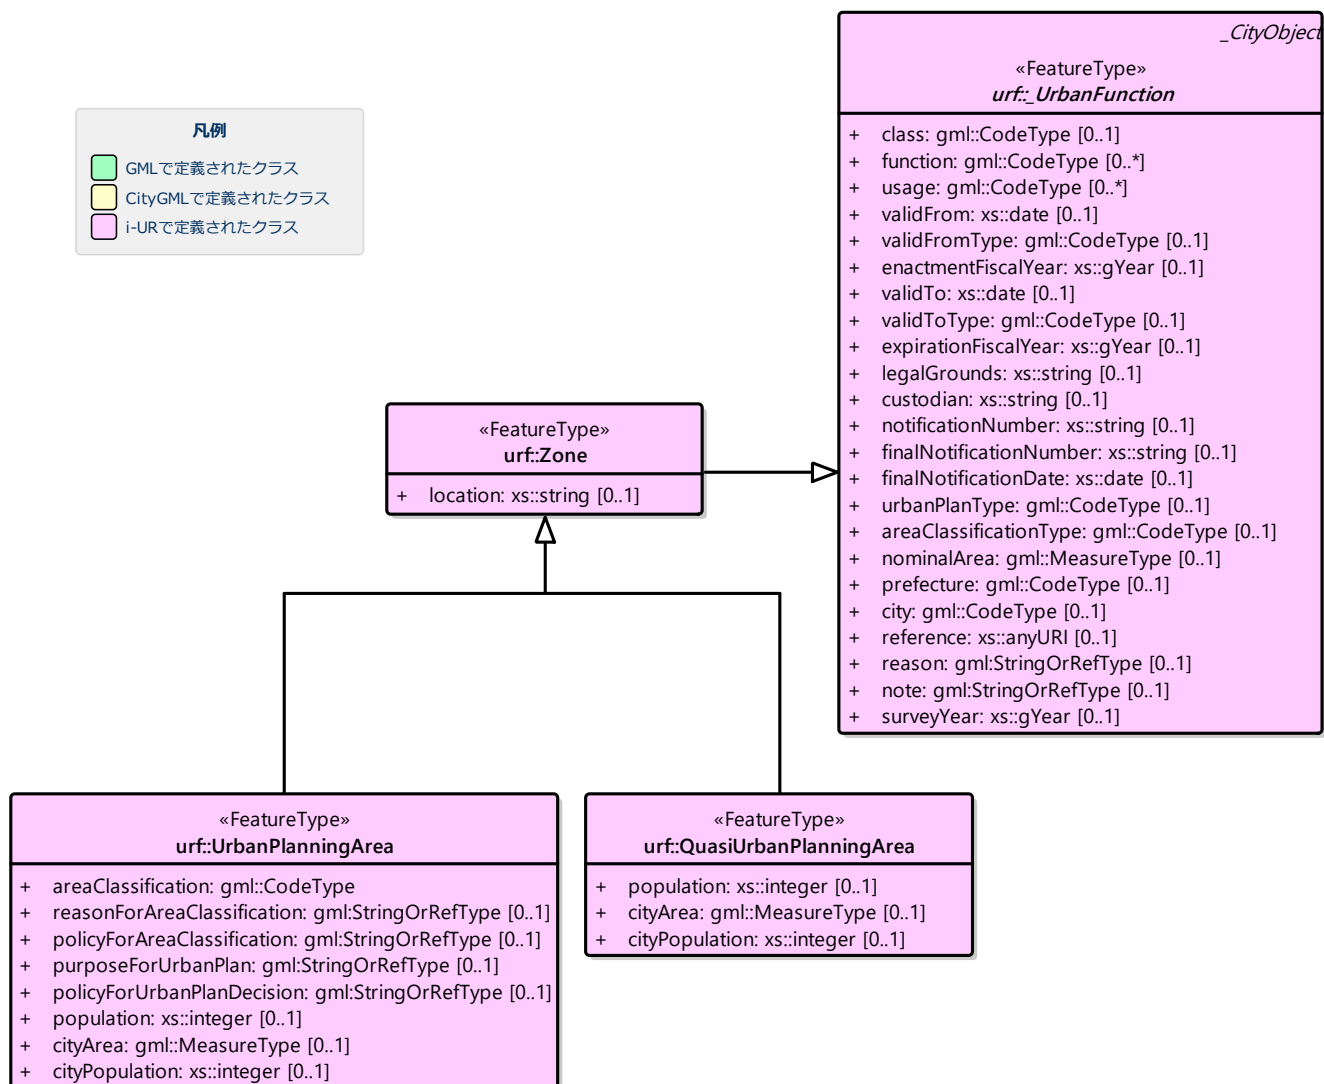 凡例
GMLで定義されたクラス
CityGMLで定義されたクラス
i-URで定義されたクラス
_CityObject
«FeatureType»
urf::_UrbanFunction
+ class: gml::CodeType [0..1]
+ function: gml::CodeType [0..*]
+ usage: gml::CodeType [0..*]
+ validFrom: xs::date [0..1]
+ validFromType: gml::CodeType [0..1]
+ enactmentFiscalYear: xs::gYear [0..1]
+ validTo: xs::date [0..1]
+ validToType: gml::CodeType [0..1]
+ expirationFiscalYear: xs::gYear [0..1]
+ legalGrounds: xs::string [0..1]
+ custodian: xs::string [0..1]
+ notificationNumber: xs::string [0..1]
+ finalNotificationNumber: xs::string [0..1]
+ finalNotificationDate: xs::date [0..1]
+ urbanPlanType: gml::CodeType [0..1]
+ areaClassificationType: gml::CodeType [0..1]
+ nominalArea: gml::MeasureType [0..1]
+ prefecture: gml::CodeType [0..1]
+ city: gml::CodeType [0..1]
+ reference: xs::anyURI [0..1]
+ reason: gml:StringOrRefType [0..1]
+ note: gml:StringOrRefType [0..1]
+ surveyYear: xs::gYear [0..1]
«FeatureType»
urf::Zone
+ location: xs::string [0..1]
«FeatureType»
urf::UrbanPlanningArea
+ areaClassification: gml::CodeType
+ reasonForAreaClassification: gml:StringOrRefType [0..1]
+ policyForAreaClassification: gml:StringOrRefType [0..1]
+ purposeForUrbanPlan: gml:StringOrRefType [0..1]
+ policyForUrbanPlanDecision: gml:StringOrRefType [0..1]
+ population: xs::integer [0..1]
+ cityArea: gml::MeasureType [0..1]
+ cityPopulation: xs::integer [0..1]
«FeatureType»
urf::QuasiUrbanPlanningArea
+ population: xs::integer [0..1]
+ cityArea: gml::MeasureType [0..1]
+ cityPopulation: xs::integer [0..1]